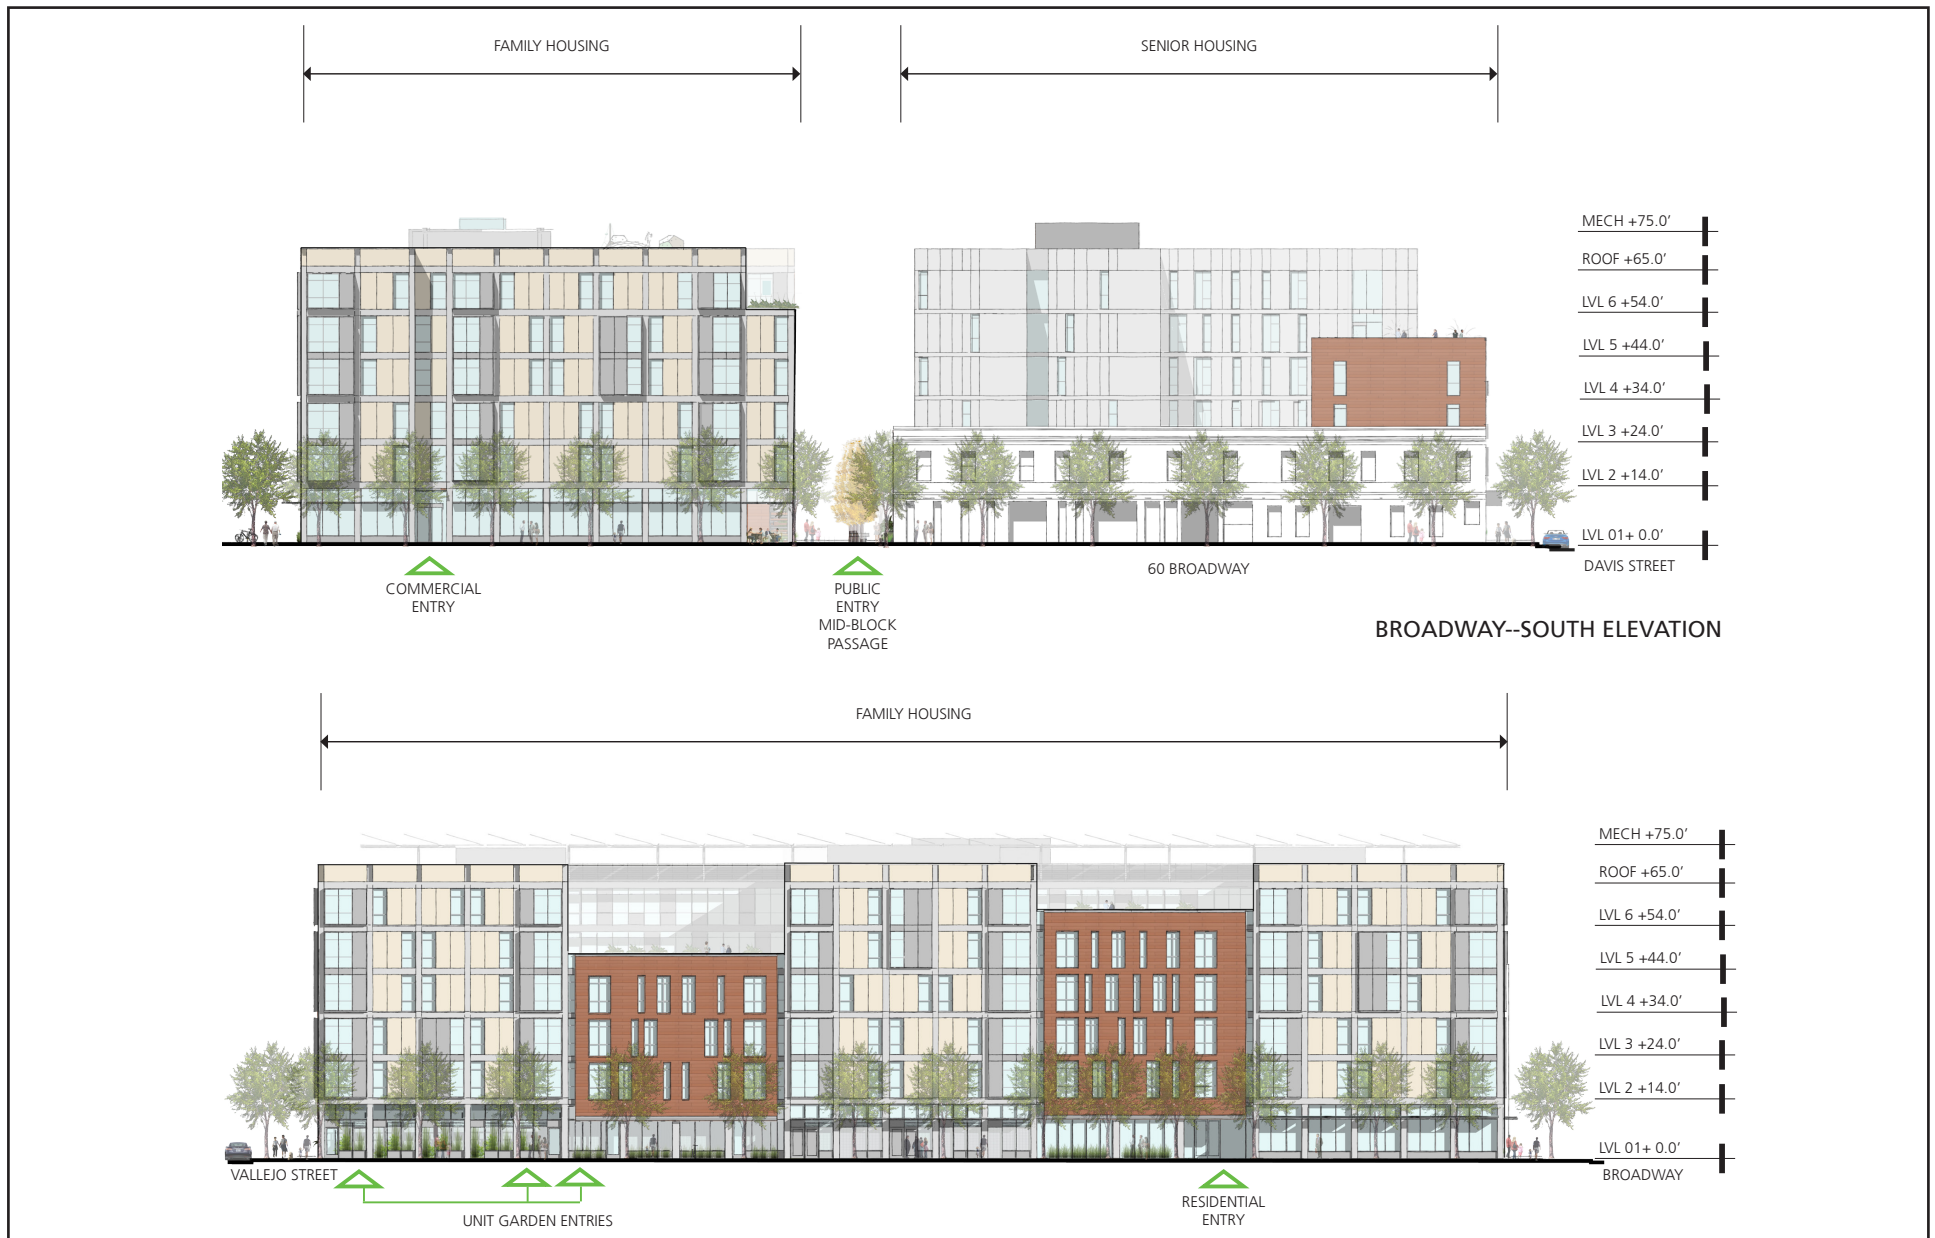 FAMILY HOUSING
SENIOR HOUSING
MECH +75.0’
ROOF +65.0’
LVL 6 +54.0’
LVL 5 +44.0’
LVL 4 +34.0’
LVL 3 +24.0’
LVL 2 +14.0’
LVL 01+ 0.0’
DAVIS STREET
COMMERCIAL
ENTRY
PUBLIC
ENTRY
MID-BLOCK
PASSAGE
60 BROADWAY
BROADWAY--SOUTH ELEVATION
FAMILY HOUSING
MECH +75.0’
ROOF +65.0’
LVL 6 +54.0’
LVL 5 +44.0’
LVL 4 +34.0’
LVL 3 +24.0’
LVL 2 +14.0’
LVL 01+ 0.0’
BROADWAY
VALLEJO STREET
UNIT GARDEN ENTRIES
RESIDENTIAL
ENTRY